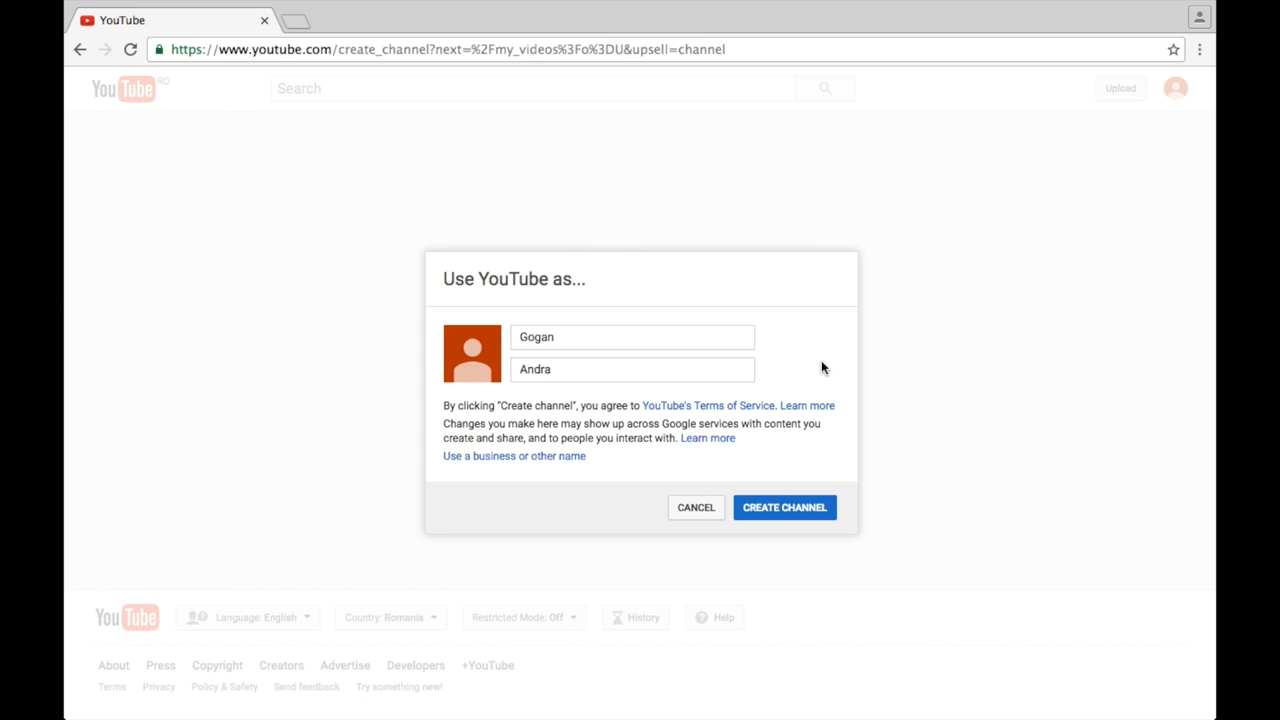 YouTube
https://www.youtube.com/create_channel?next=%2Fmy_videos%3Fo%3DU&upsell=channel
YouTube RO
Search
Upload
Use YouTube as...
Gogan
Andra
By clicking "Create channel", you agree to YouTube's Terms of Service. Learn more
Changes you make here may show up across Google services with content you
create and share, and to people you interact with. Learn more
Use a business or other name
CANCEL
CREATE CHANNEL
YouTube
Language: English
Country: Romania
Restricted Mode: Off
History
Help
About Press Copyright Creators Advertise Developers +YouTube
Terms Privacy Policy & Safety Send feedback Try something new!